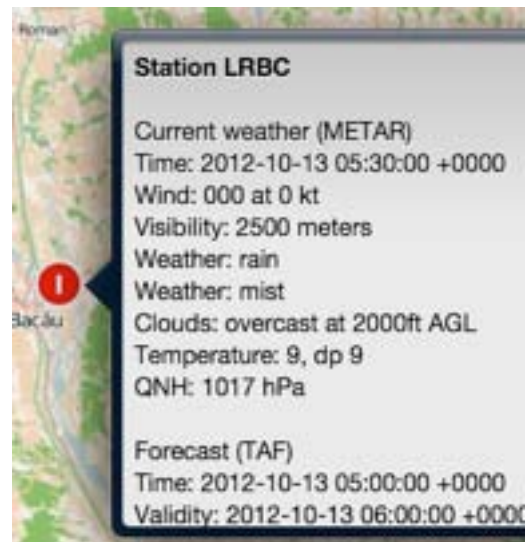 Roman
Station LRBC
Current weather (METAR)
Time: 2012-10-13 05:30:00 +0000
Wind: 000 at 0 kt
Visibility: 2500 meters
Weather: rain
Weather: mist
I
Bacău
Clouds: overcast at 2000ft AGL
Temperature: 9, dp 9
QNH: 1017 hPa
Forecast (TAF)
Time: 2012-10-13 05:00:00 +0000
Validity: 2012-10-13 06:00:00 +0000